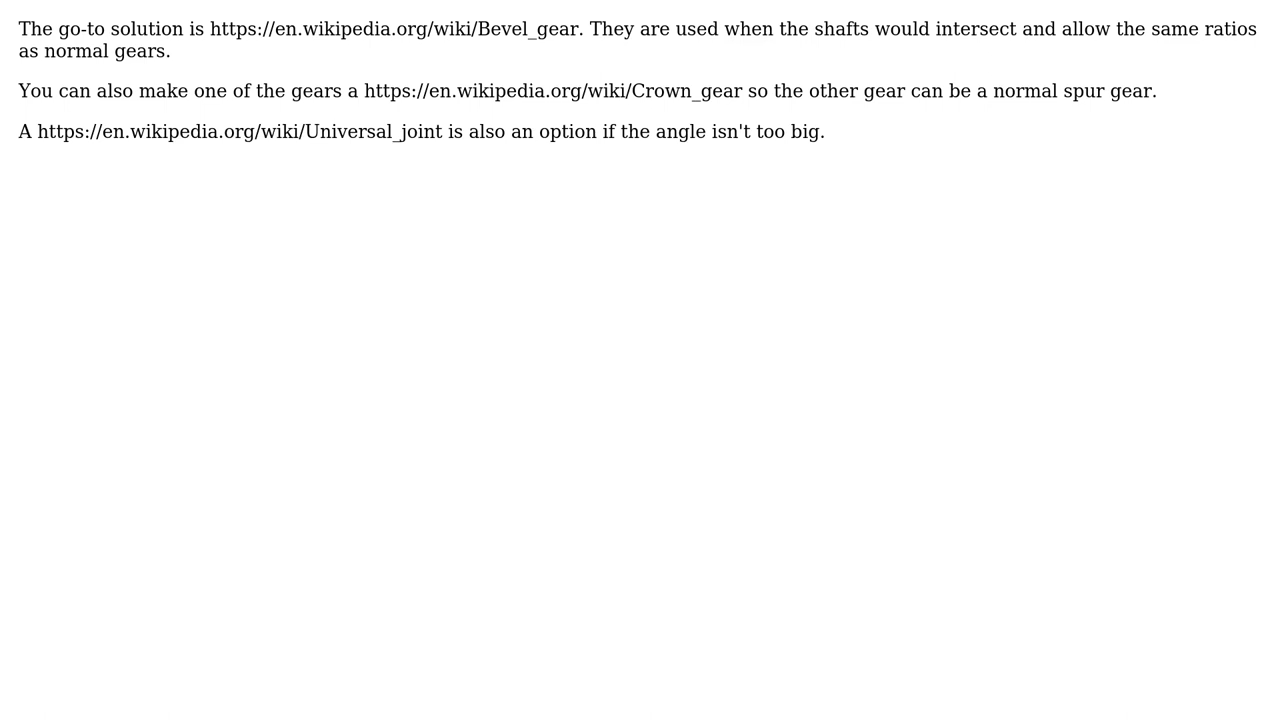 The go-to solution is https://en.wikipedia.org/wiki/Bevel_gear. They are used when the shafts would intersect and allow the same ratios
as normal gears.
You can also make one of the gears a https://en.wikipedia.org/wiki/Crown_gear so the other gear can be a normal spur gear.
A https://en.wikipedia.org/wiki/Universal_joint is also an option if the angle isn't too big.